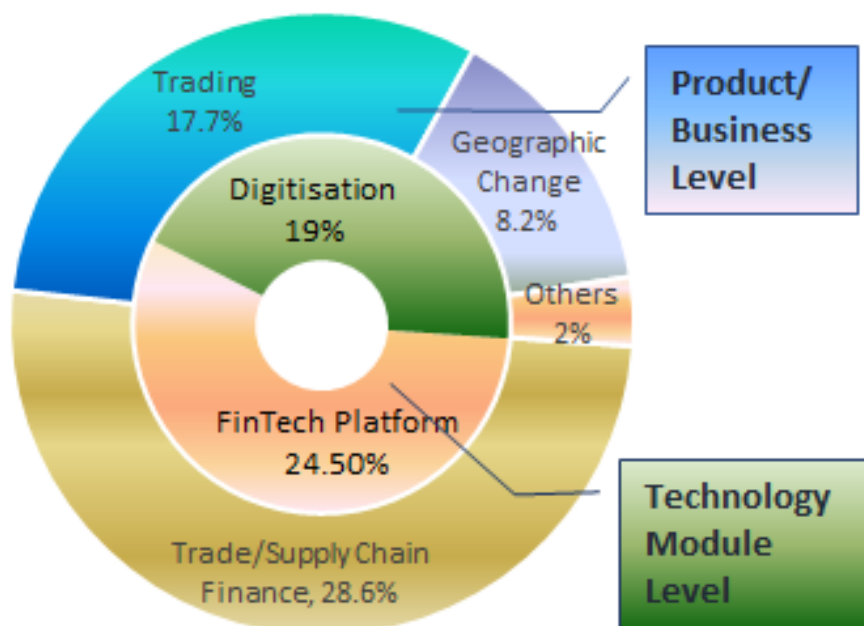 Trading
17.7%
Geographic
Change
8.2%
Product/
Business
Level
Digitisation
19%
Others
2%
FinTech Platform
24.50%
Trade/Supply Chain
Finance, 28.6%
Technology
Module
Level